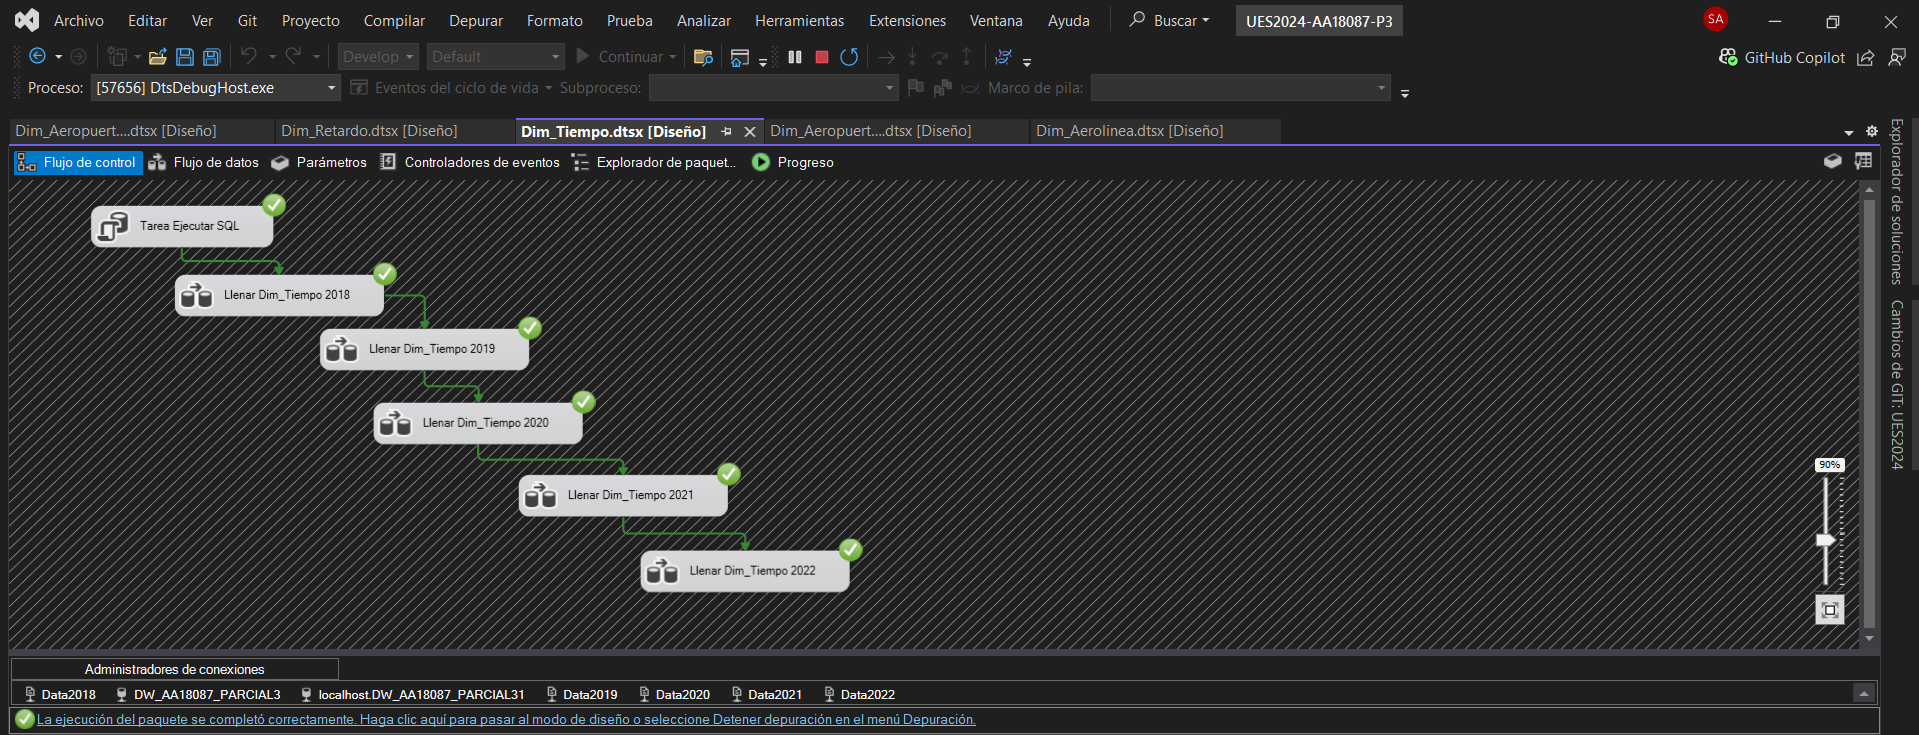 Archivo Editar Ver Git Proyecto Compilar Depurar Formato Prueba Analizar Herramientas Extensiones Ventana Ayuda Buscar UES2024-AA18087-P3 SA
Develop Default Continuar GitHub Copilot
Proceso: [57656] DtsDebugHost.exe Eventos del ciclo de vida Subproceso: Marco de pila:
Dim_Aeropuert....dtsx [Diseño] Dim_Retardo.dtsx [Diseño] Dim_Tiempo.dtsx [Diseño] Dim_Aeropuert....dtsx [Diseño] Dim_Aerolinea.dtsx [Diseño]
Flujo de control Flujo de datos Parámetros Controladores de eventos Explorador de paquet... Progreso
Tarea Ejecutar SQL
Llenar Dim_Tiempo 2018
Llenar Dim_Tiempo 2019
Llenar Dim_Tiempo 2020
Llenar Dim_Tiempo 2021
Llenar Dim_Tiempo 2022
90%
Explorador de soluciones
Cambios de GIT: UES2024
Administradores de conexiones
Data2018 DW_AA18087_PARCIAL3 localhost.DW_AA18087_PARCIAL31 Data2019 Data2020 Data2021 Data2022
La ejecución del paquete se completó correctamente. Haga clic aquí para pasar al modo de diseño o seleccione Detener depuración en el menú Depuración.